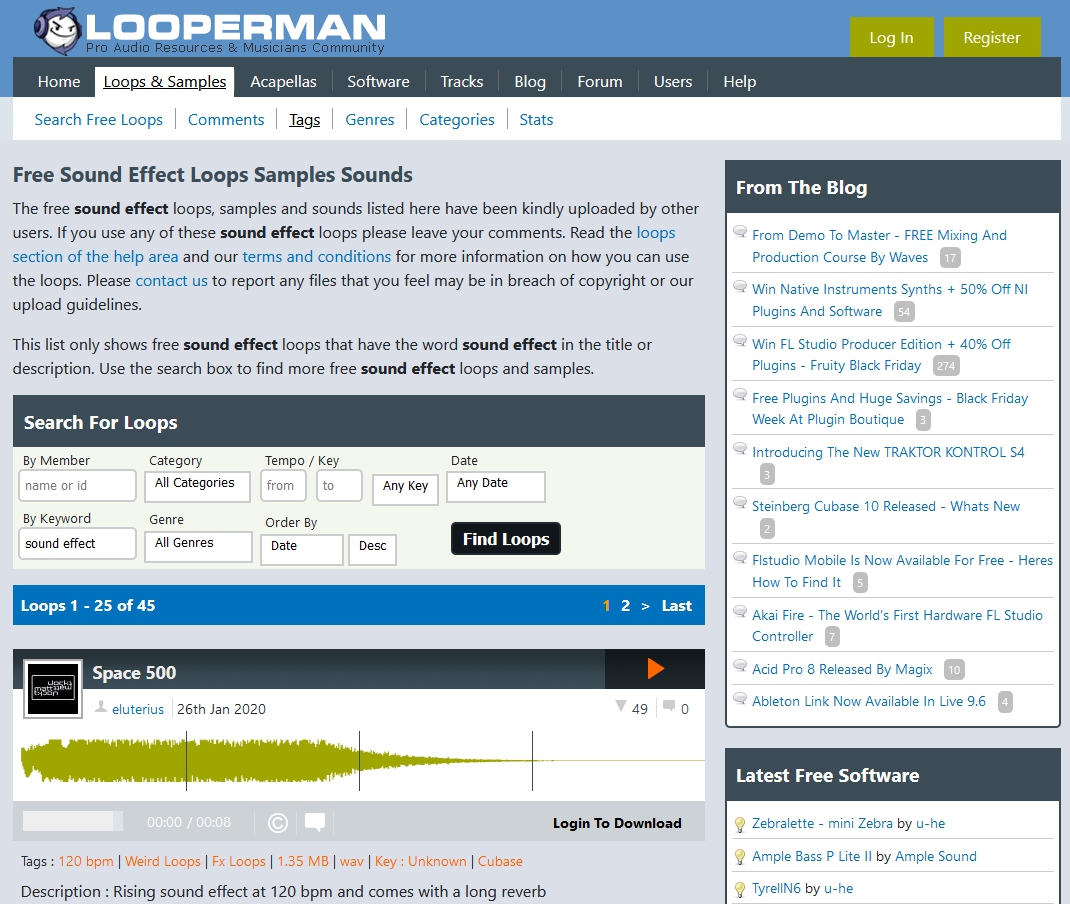 LOOPERMAN
Pro Audio Resources & Musicians Community
Log In
Register
Home
Loops & Samples
Acapellas
Software
Tracks
Blog
Forum
Users
Help
Search Free Loops
Comments
Tags
Genres
Categories
Stats
Free Sound Effect Loops Samples Sounds
The free sound effect loops, samples and sounds listed here have been kindly uploaded by other
users. If you use any of these sound effect loops please leave your comments. Read the loops
section of the help area and our terms and conditions for more information on how you can use
the loops. Please contact us to report any files that you feel may be in breach of copyright or our
upload guidelines.
This list only shows free sound effect loops that have the word sound effect in the title or
description. Use the search box to find more free sound effect loops and samples.
Search For Loops
By Member
Category
Tempo / Key
Date
name or id
All Categories
from
to
Any Key
Any Date
By Keyword
Genre
Order By
sound effect
All Genres
Date
Desc
Find Loops
Loops 1 - 25 of 45
1 2 > Last
Space 500
eluterius
26th Jan 2020
49
0
00:00 / 00:08
Login To Download
Tags : 120 bpm | Weird Loops | Fx Loops | 1.35 MB | wav | Key : Unknown | Cubase
Description : Rising sound effect at 120 bpm and comes with a long reverb
From The Blog
From Demo To Master - FREE Mixing And
Production Course By Waves 17
Win Native Instruments Synths + 50% Off NI
Plugins And Software 54
Win FL Studio Producer Edition + 40% Off
Plugins - Fruity Black Friday 274
Free Plugins And Huge Savings - Black Friday
Week At Plugin Boutique 3
Introducing The New TRAKTOR KONTROL S4
3
Steinberg Cubase 10 Released - Whats New
2
Flstudio Mobile Is Now Available For Free - Heres
How To Find It 5
Akai Fire - The World's First Hardware FL Studio
Controller 7
Acid Pro 8 Released By Magix 10
Ableton Link Now Available In Live 9.6 4
Latest Free Software
Zebralette - mini Zebra by u-he
Ample Bass P Lite II by Ample Sound
TyrellN6 by u-he